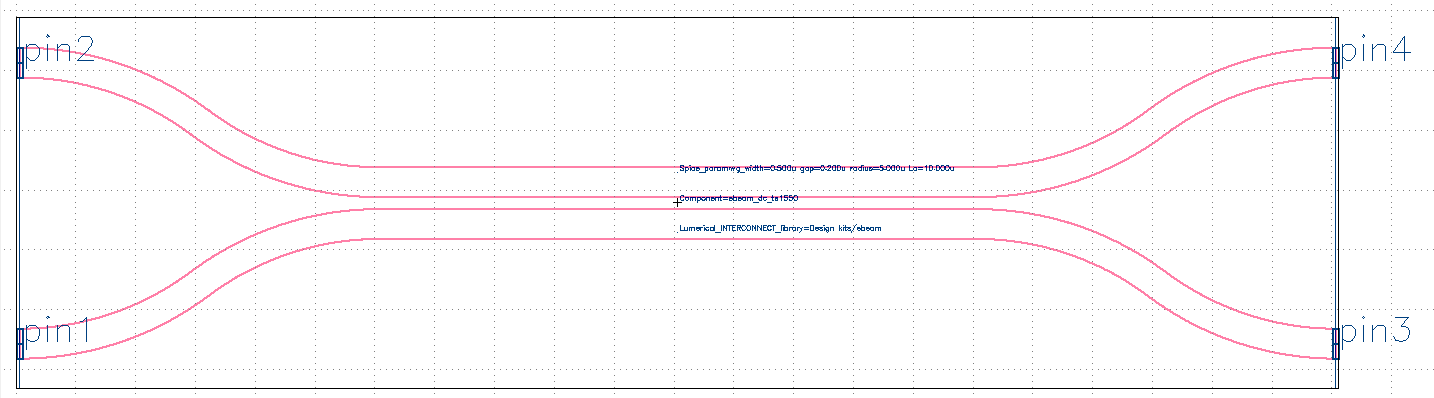 pin2
pin4
Spice_param:wg_width=0.500u gap=0.200u radius=5.000u Lc=10.000u
Component=ebeam_dc_te1550
Lumerical_INTERCONNECT_library=Design kits/ebeam
pin1
pin3